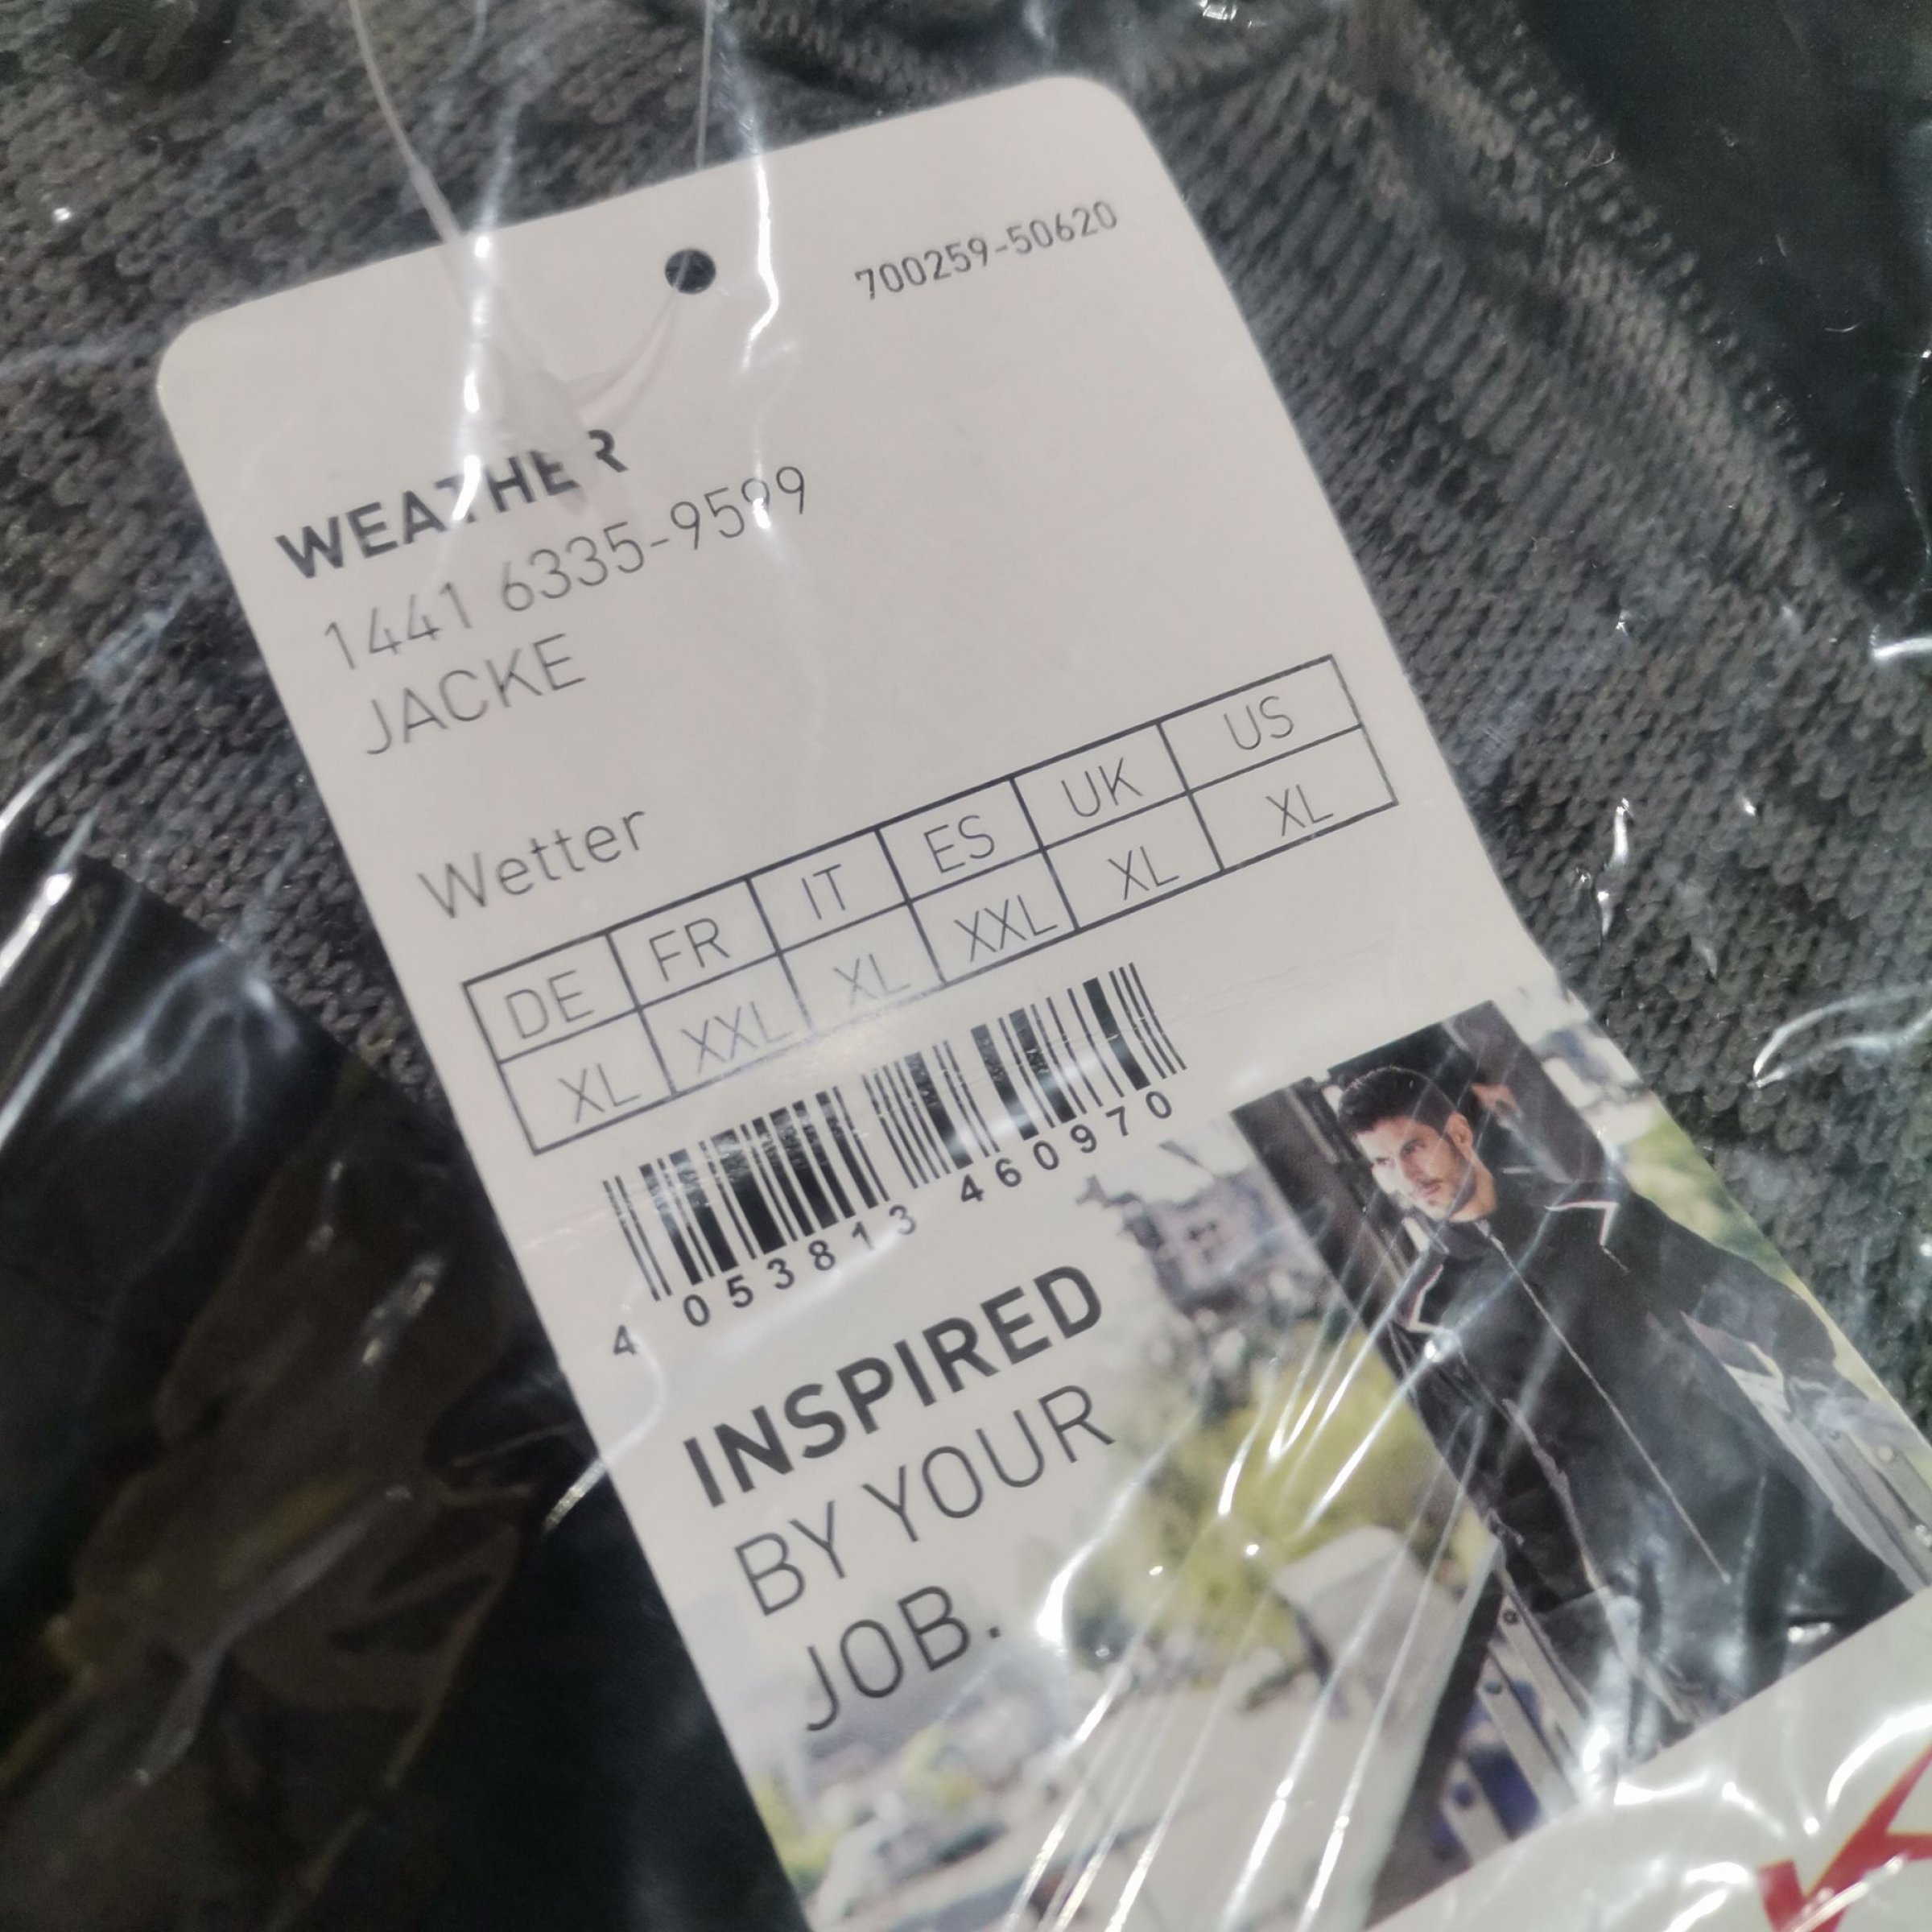 700259-50620
WEATHER
1441 6335-9599
JACKE
Wetter
DE FR IT ES UK US
XL XXL XL XXL XL XL
4 053813 460970
INSPIRED
BY YOUR
JOB.